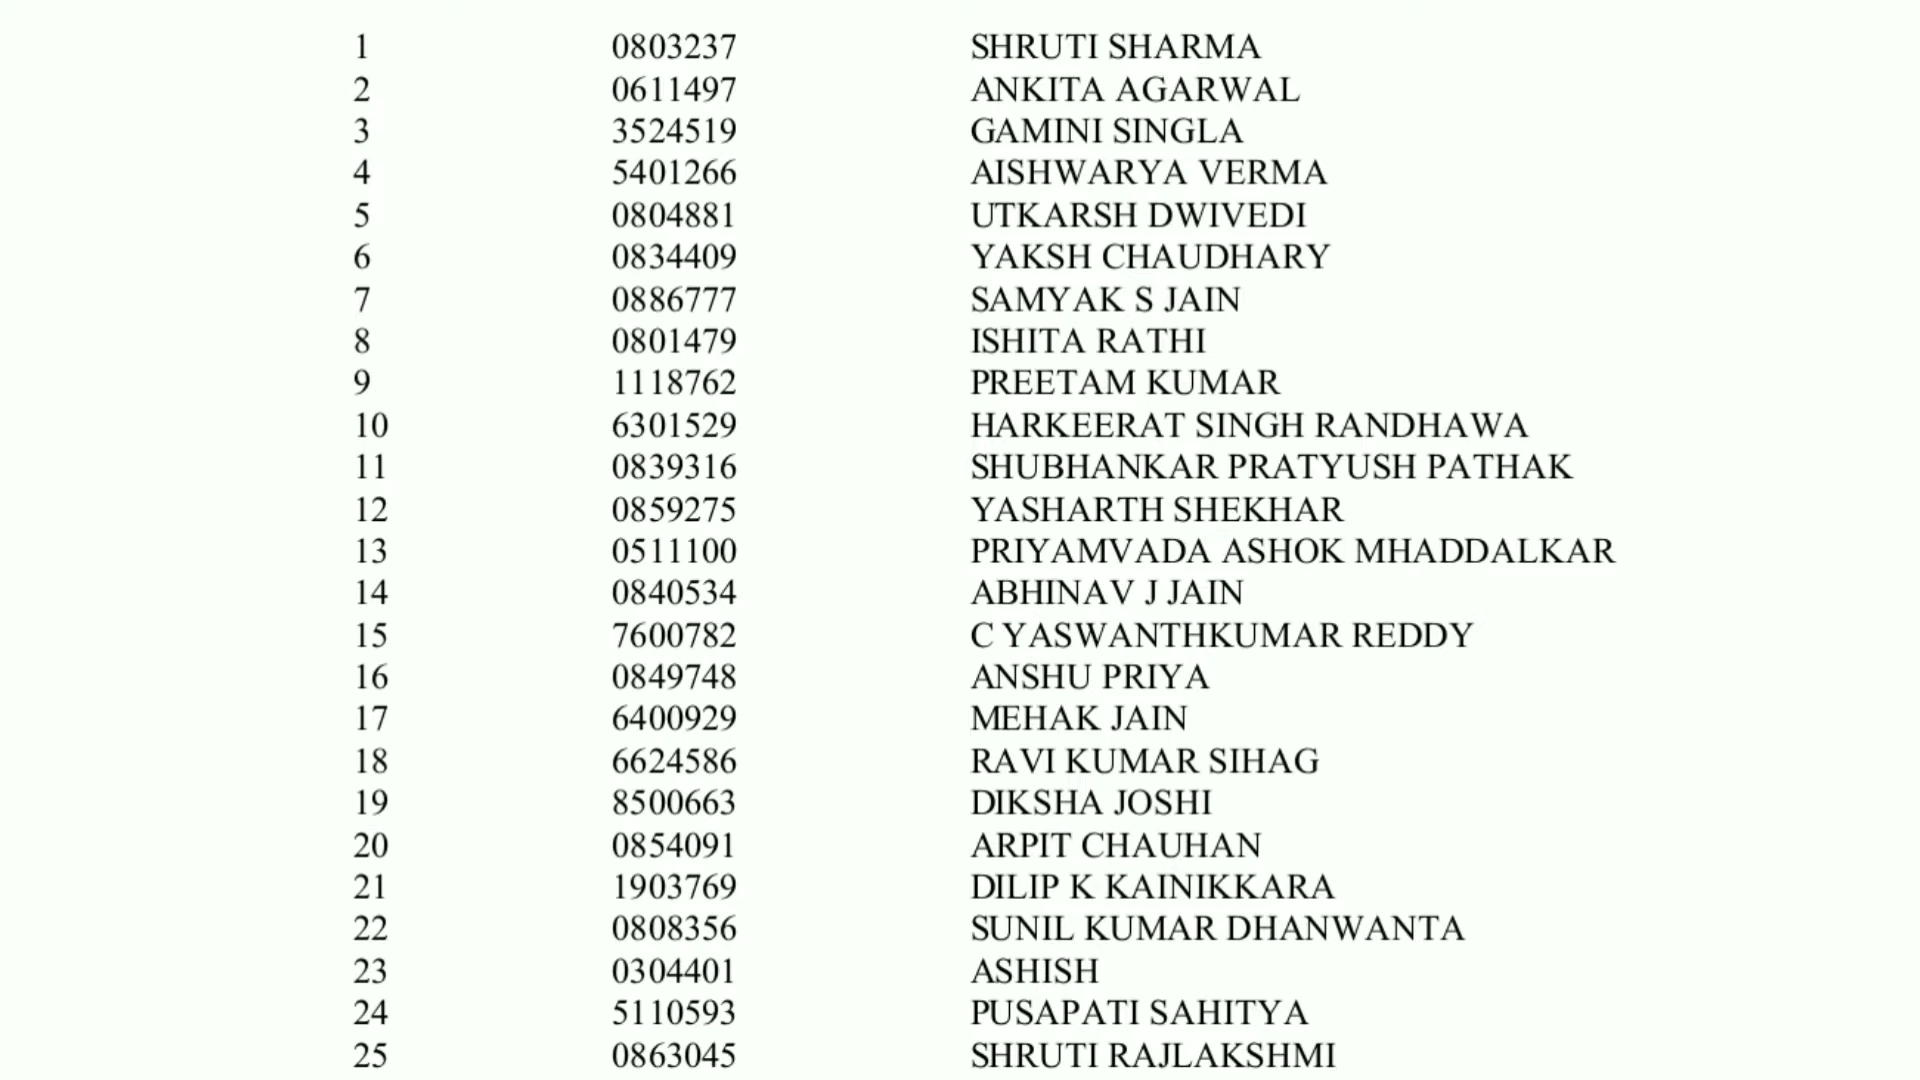 1 0803237 SHRUTI SHARMA
2 0611497 ANKITA AGARWAL
3 3524519 GAMINI SINGLA
4 5401266 AISHWARYA VERMA
5 0804881 UTKARSH DWIVEDI
6 0834409 YAKSH CHAUDHARY
7 0886777 SAMYAK S JAIN
8 0801479 ISHITA RATHI
9 1118762 PREETAM KUMAR
10 6301529 HARKEERAT SINGH RANDHAWA
11 0839316 SHUBHANKAR PRATYUSH PATHAK
12 0859275 YASHARTH SHEKHAR
13 0511100 PRIYAMVADA ASHOK MHADDALKAR
14 0840534 ABHINAV J JAIN
15 7600782 C YASWANTHKUMAR REDDY
16 0849748 ANSHU PRIYA
17 6400929 MEHAK JAIN
18 6624586 RAVI KUMAR SIHAG
19 8500663 DIKSHA JOSHI
20 0854091 ARPIT CHAUHAN
21 1903769 DILIP K KAINIKKARA
22 0808356 SUNIL KUMAR DHANWANTA
23 0304401 ASHISH
24 5110593 PUSAPATI SAHITYA
25 0863045 SHRUTI RAJLAKSHMI